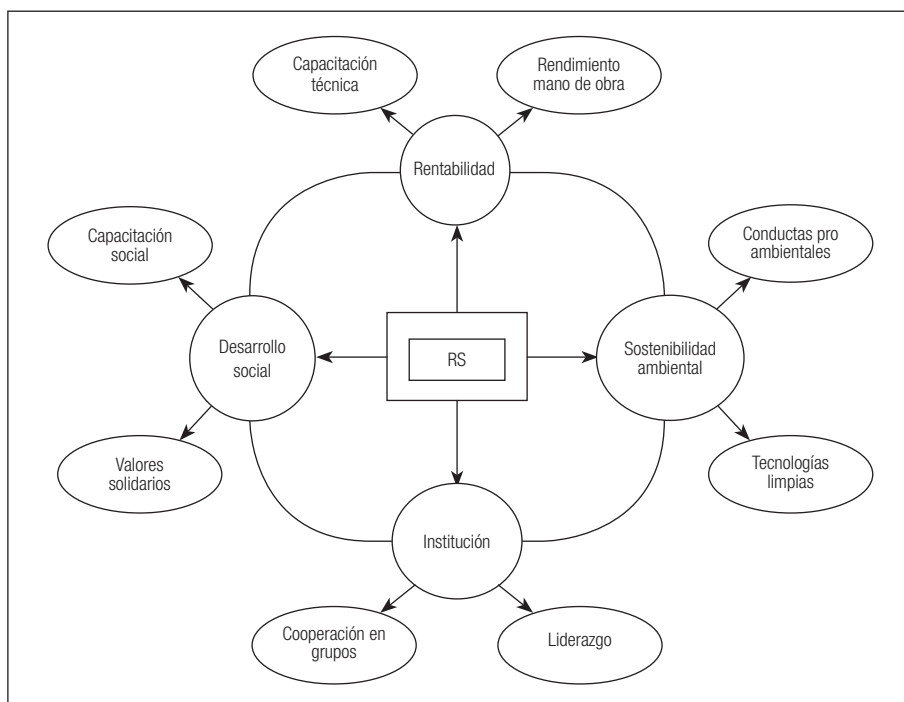 Capacitación
técnica
Rendimiento
mano de obra
Rentabilidad
Capacitación
social
Conductas pro
ambientales
Desarrollo
social
RS
Sostenibilidad
ambiental
Valores
solidarios
Tecnologías
limpias
Institución
Cooperación en
grupos
Liderazgo